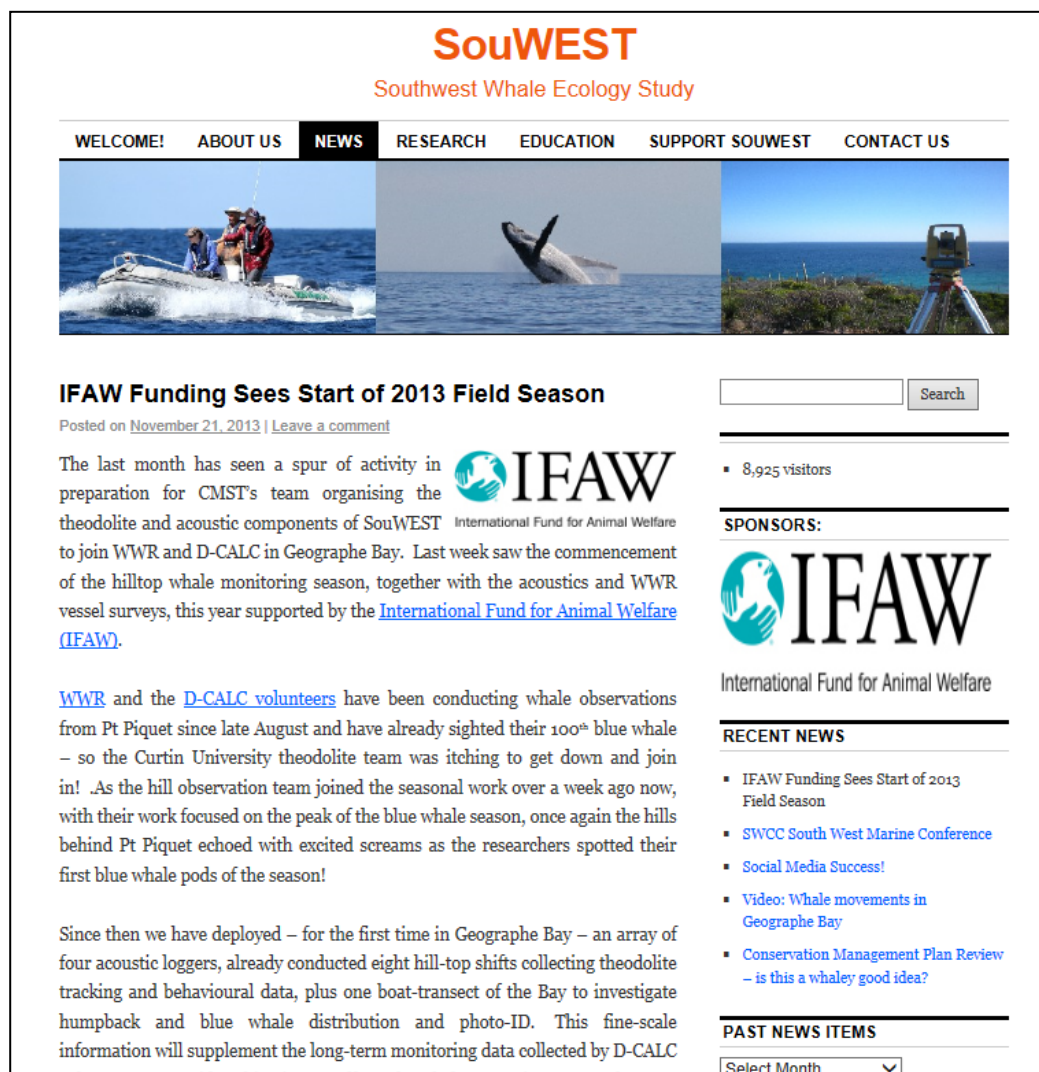 SouWEST
Southwest Whale Ecology Study
WELCOME! ABOUT US NEWS RESEARCH EDUCATION SUPPORT SOUWEST CONTACT US
IFAW Funding Sees Start of 2013 Field Season
Posted on November 21, 2013 | Leave a comment
The last month has seen a spur of activity in
preparation for CMST's team organising the
theodolite and acoustic components of SouWEST
to join WWR and D-CALC in Geographe Bay. Last week saw the commencement
of the hilltop whale monitoring season, together with the acoustics and WWR
vessel surveys, this year supported by the International Fund for Animal Welfare
(IFAW).
IFAW
International Fund for Animal Welfare
WWR and the D-CALC volunteers have been conducting whale observations
from Pt Piquet since late August and have already sighted their 100th blue whale
– so the Curtin University theodolite team was itching to get down and join
in! .As the hill observation team joined the seasonal work over a week ago now,
with their work focused on the peak of the blue whale season, once again the hills
behind Pt Piquet echoed with excited screams as the researchers spotted their
first blue whale pods of the season!
Since then we have deployed – for the first time in Geographe Bay – an array of
four acoustic loggers, already conducted eight hill-top shifts collecting theodolite
tracking and behavioural data, plus one boat-transect of the Bay to investigate
humpback and blue whale distribution and photo-ID. This fine-scale
information will supplement the long-term monitoring data collected by D-CALC
Search
8,925 visitors
SPONSORS:
IFAW
International Fund for Animal Welfare
RECENT NEWS
IFAW Funding Sees Start of 2013
Field Season
SWCC South West Marine Conference
Social Media Success!
Video: Whale movements in
Geographe Bay
Conservation Management Plan Review
– is this a whaley good idea?
PAST NEWS ITEMS
Select Month